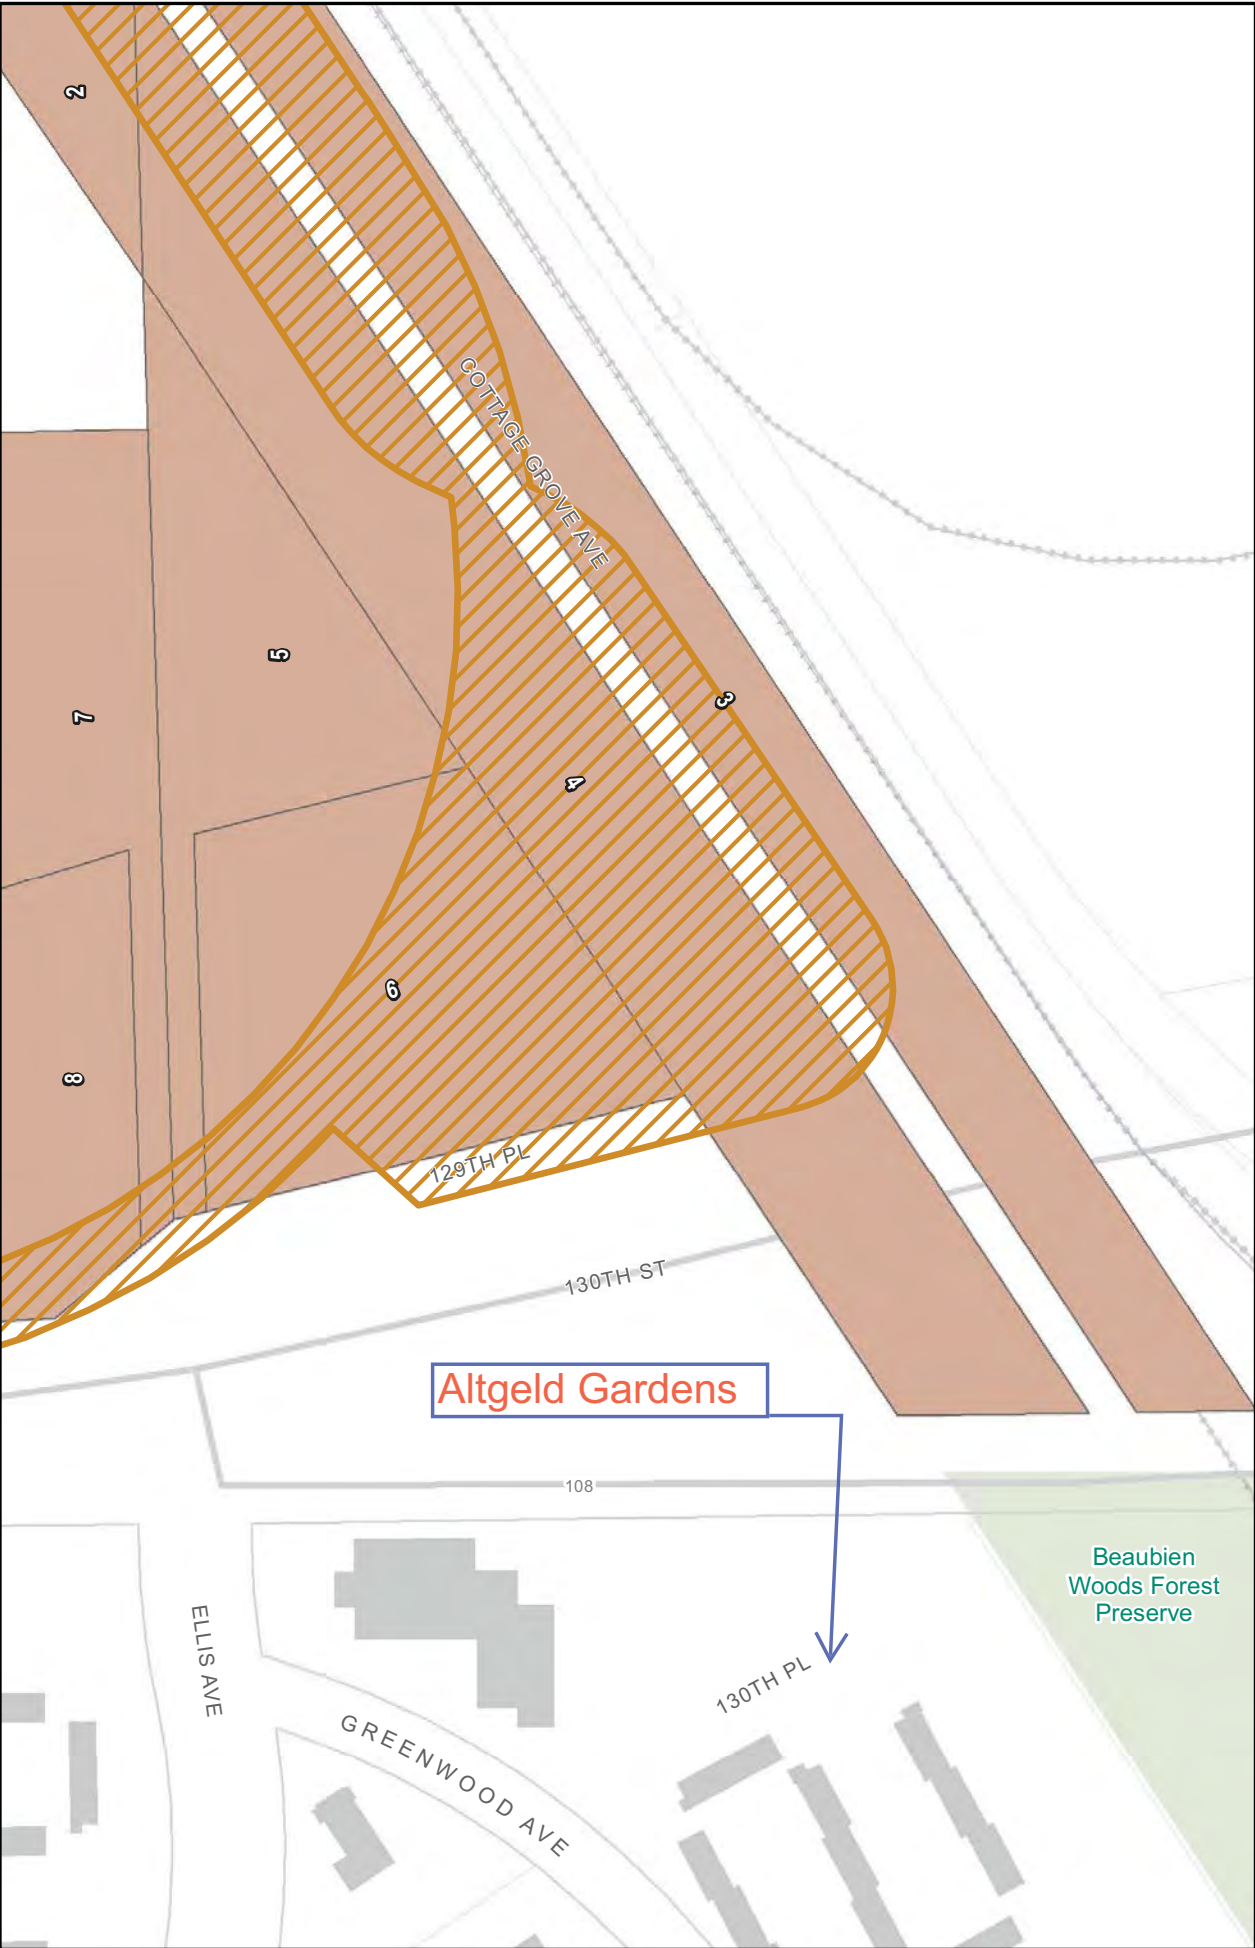 2
COTTAGE GROVE AVE
5
3
7
4
6
8
129TH PL
130TH ST
Altgeld Gardens
108
Beaubien
Woods Forest
Preserve
ELLIS AVE
130TH PL
GREENWOOD AVE